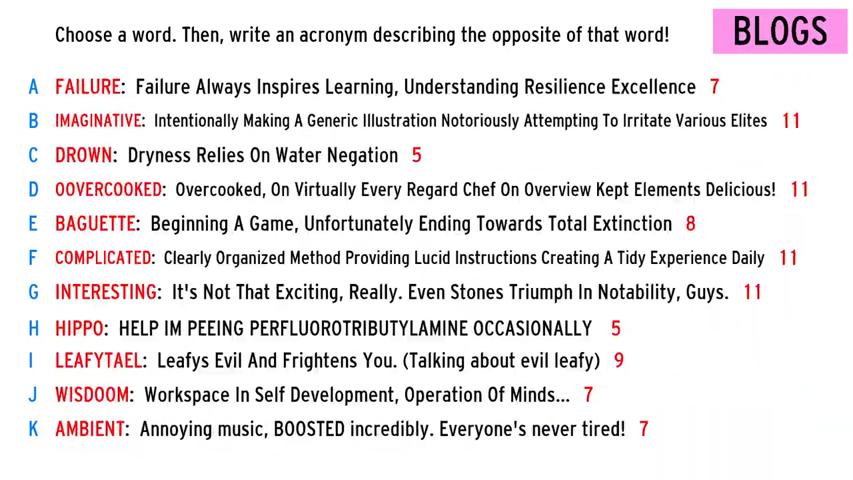 Choose a word. Then, write an acronym describing the opposite of that word!
BLOGS
A FAILURE: Failure Always Inspires Learning, Understanding Resilience Excellence 7
B IMAGINATIVE: Intentionally Making A Generic Illustration Notoriously Attempting To Irritate Various Elites 11
C DROWN: Dryness Relies On Water Negation 5
D OOVERCOOKED: Overcooked, On Virtually Every Regard Chef On Overview Kept Elements Delicious! 11
E BAGUETTE: Beginning A Game, Unfortunately Ending Towards Total Extinction 8
F COMPLICATED: Clearly Organized Method Providing Lucid Instructions Creating A Tidy Experience Daily 11
G INTERESTING: It's Not That Exciting, Really. Even Stones Triumph In Notability, Guys. 11
H HIPPO: HELP IM PEEING PERFLUOROTRIBUTYLAMINE OCCASIONALLY 5
I LEAFYTAEL: Leafys Evil And Frightens You. (Talking about evil leafy) 9
J WISDOOM: Workspace In Self Development, Operation Of Minds... 7
K AMBIENT: Annoying music, BOOSTED incredibly. Everyone's never tired! 7